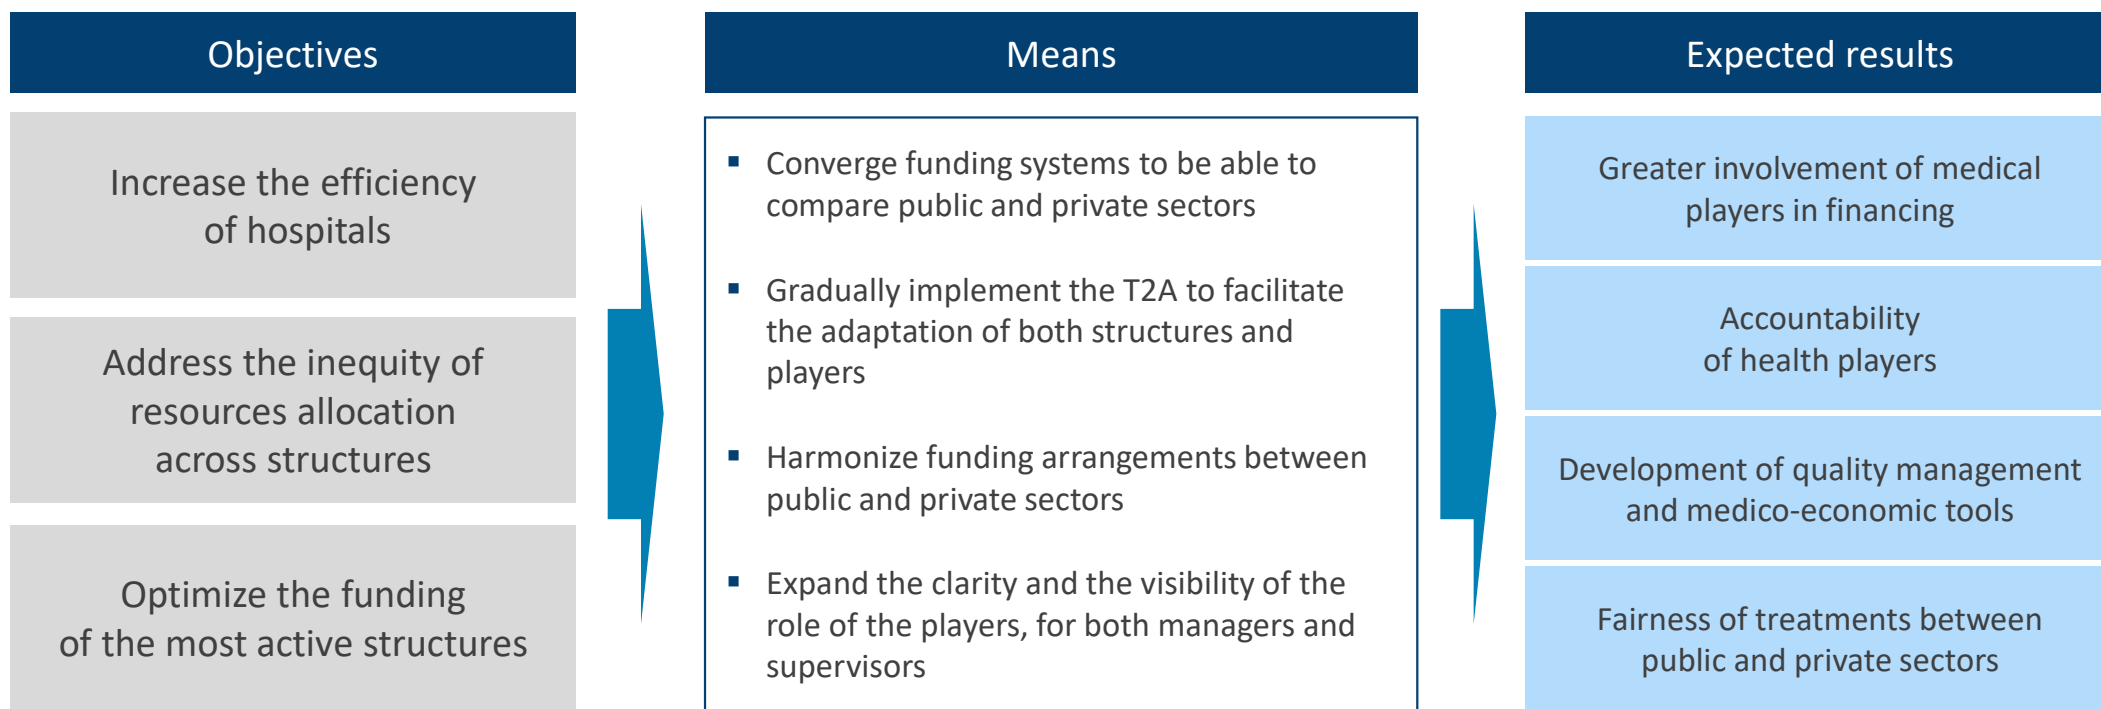 Objectives
Increase the efficiency
of hospitals
Address the inequity of
resources allocation
across structures
Optimize the funding
of the most active structures
Means
▪ Converge funding systems to be able to
compare public and private sectors
▪ Gradually implement the T2A to facilitate
the adaptation of both structures and
players
▪ Harmonize funding arrangements between
public and private sectors
▪ Expand the clarity and the visibility of the
role of the players, for both managers and
supervisors
Expected results
Greater involvement of medical
players in financing
Accountability
of health players
Development of quality management
and medico-economic tools
Fairness of treatments between
public and private sectors